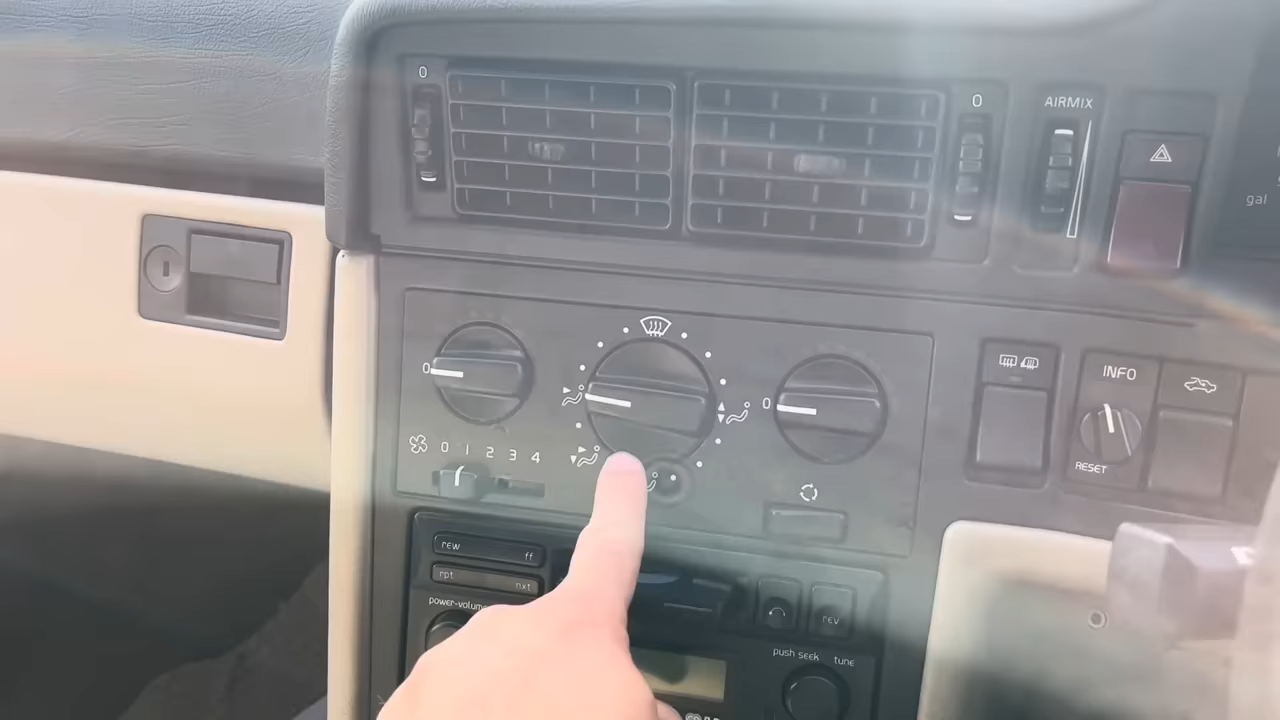 0
0
AIRMIX
gal
0
0
INFO
RESET
0 1 2 3 4
rew ff
rpt nxt
power-volume
rev
push seek tune